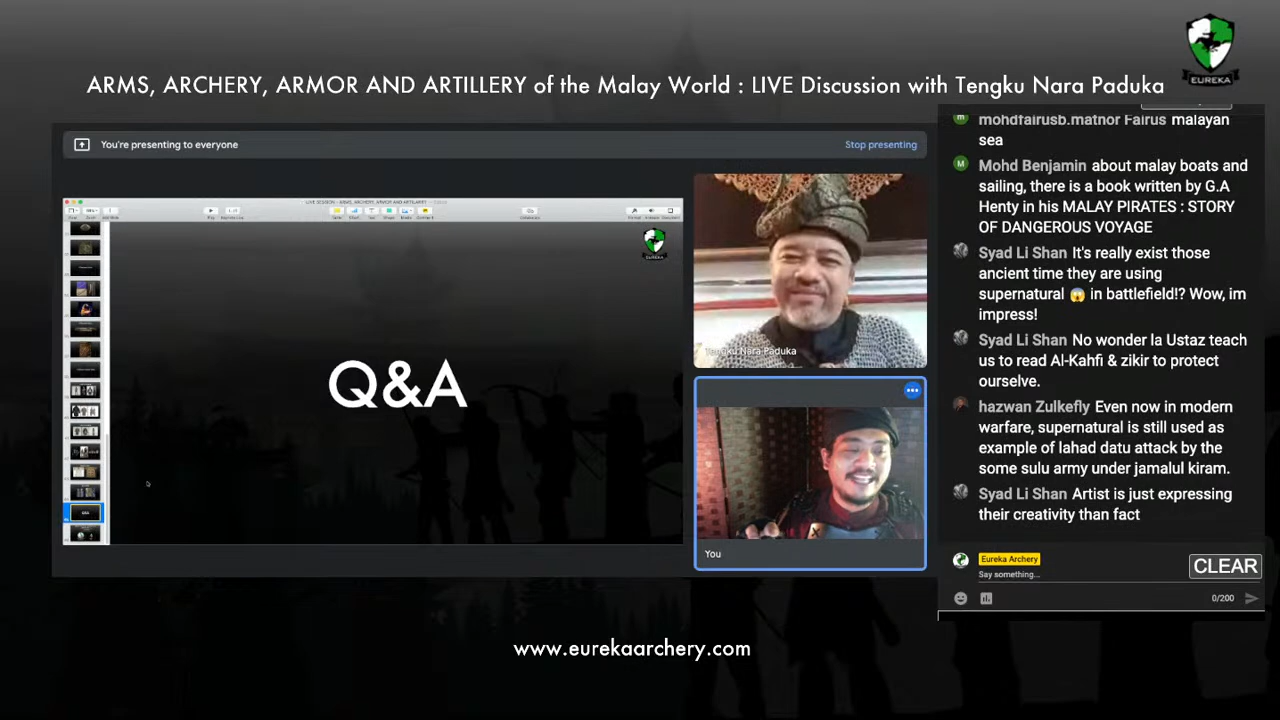 EUREKA
ARMS, ARCHERY, ARMOR AND ARTILLERY of the Malay World : LIVE Discussion with Tengku Nara Paduka
You're presenting to everyone
Stop presenting
Q&A
Tengku Nara Paduka
You
mohdfairusb.matnor Fairus malayan
sea
Mohd Benjamin about malay boats and
sailing, there is a book written by G.A
Henty in his MALAY PIRATES : STORY
OF DANGEROUS VOYAGE
Syad Li Shan It's really exist those
ancient time they are using
supernatural 😱 in battlefield!? Wow, im
impress!
Syad Li Shan No wonder la Ustaz teach
us to read Al-Kahfi & zikir to protect
ourselve.
hazwan Zulkefly Even now in modern
warfare, supernatural is still used as
example of lahad datu attack by the
some sulu army under jamalul kiram.
Syad Li Shan Artist is just expressing
their creativity than fact
Eureka Archery
Say something...
CLEAR
0/200
www.eurekaarchery.com